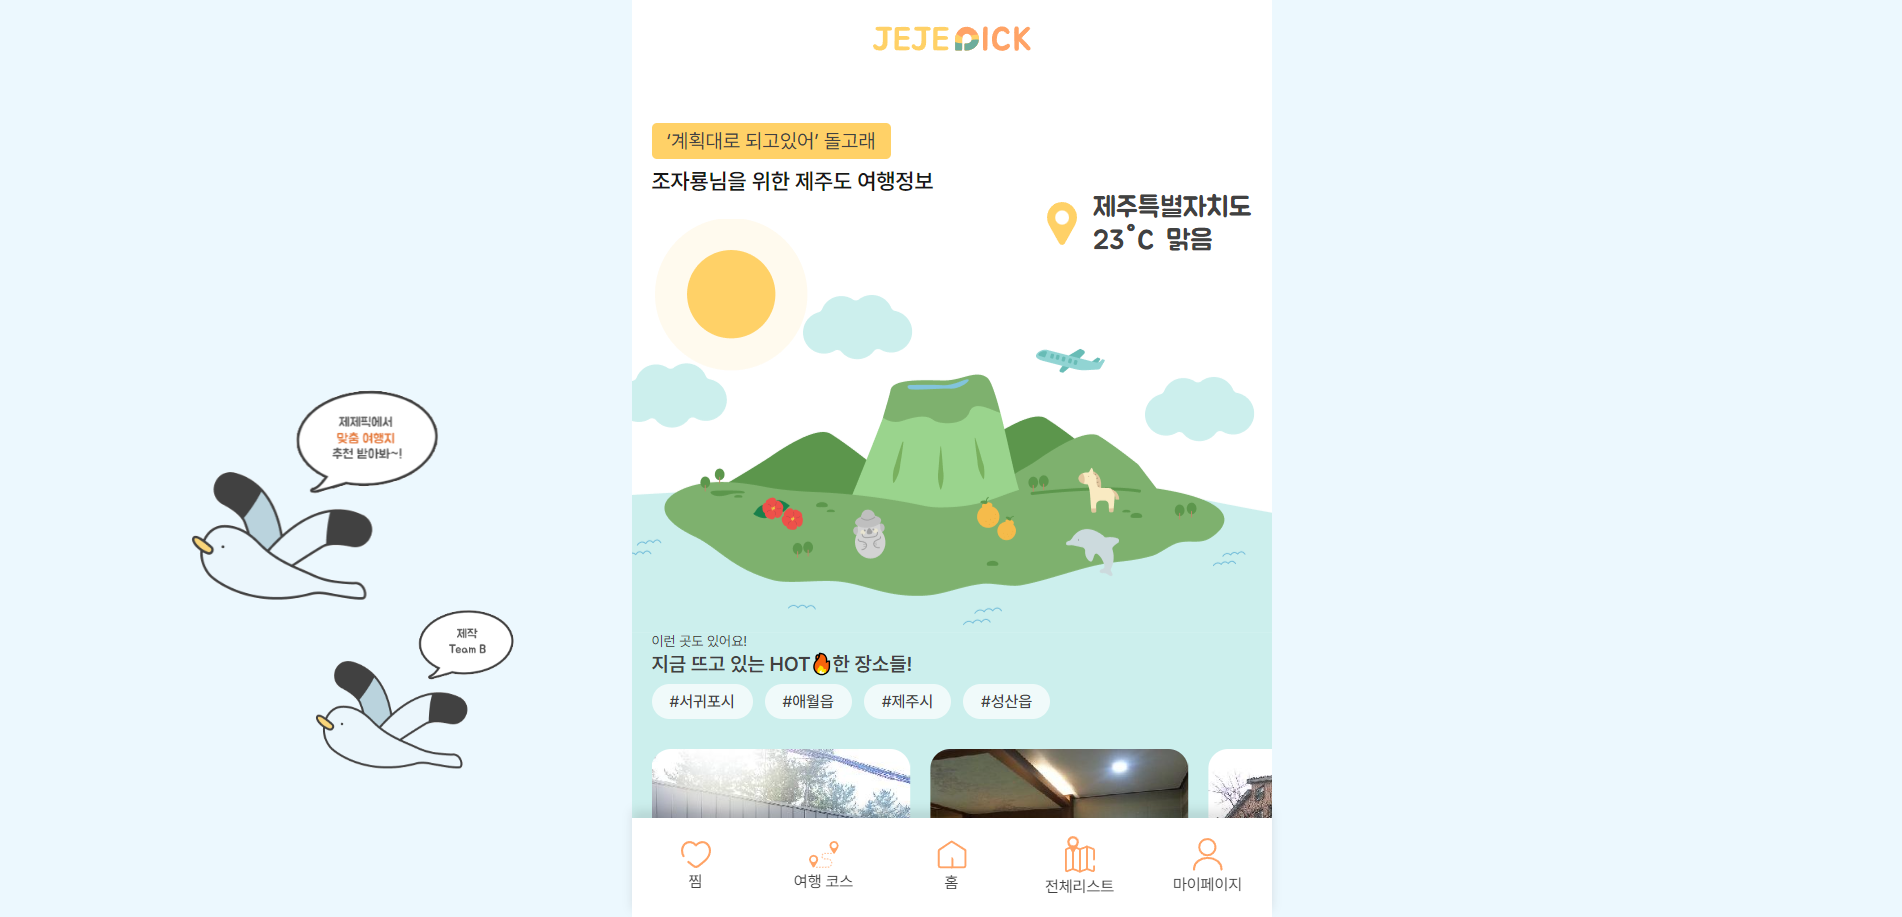 JEJEPICK
‘계획대로 되고있어’ 돌고래
조자룡님을 위한 제주도 여행정보
제주특별자치도
23°C 맑음
제제픽에서
맞춤 여행지
추천 받아봐~!
제작
Team B
이런 곳도 있어요!
지금 뜨고 있는 HOT🔥한 장소들!
#서귀포시 #애월읍 #제주시 #성산읍
찜 여행 코스 홈 전체리스트 마이페이지